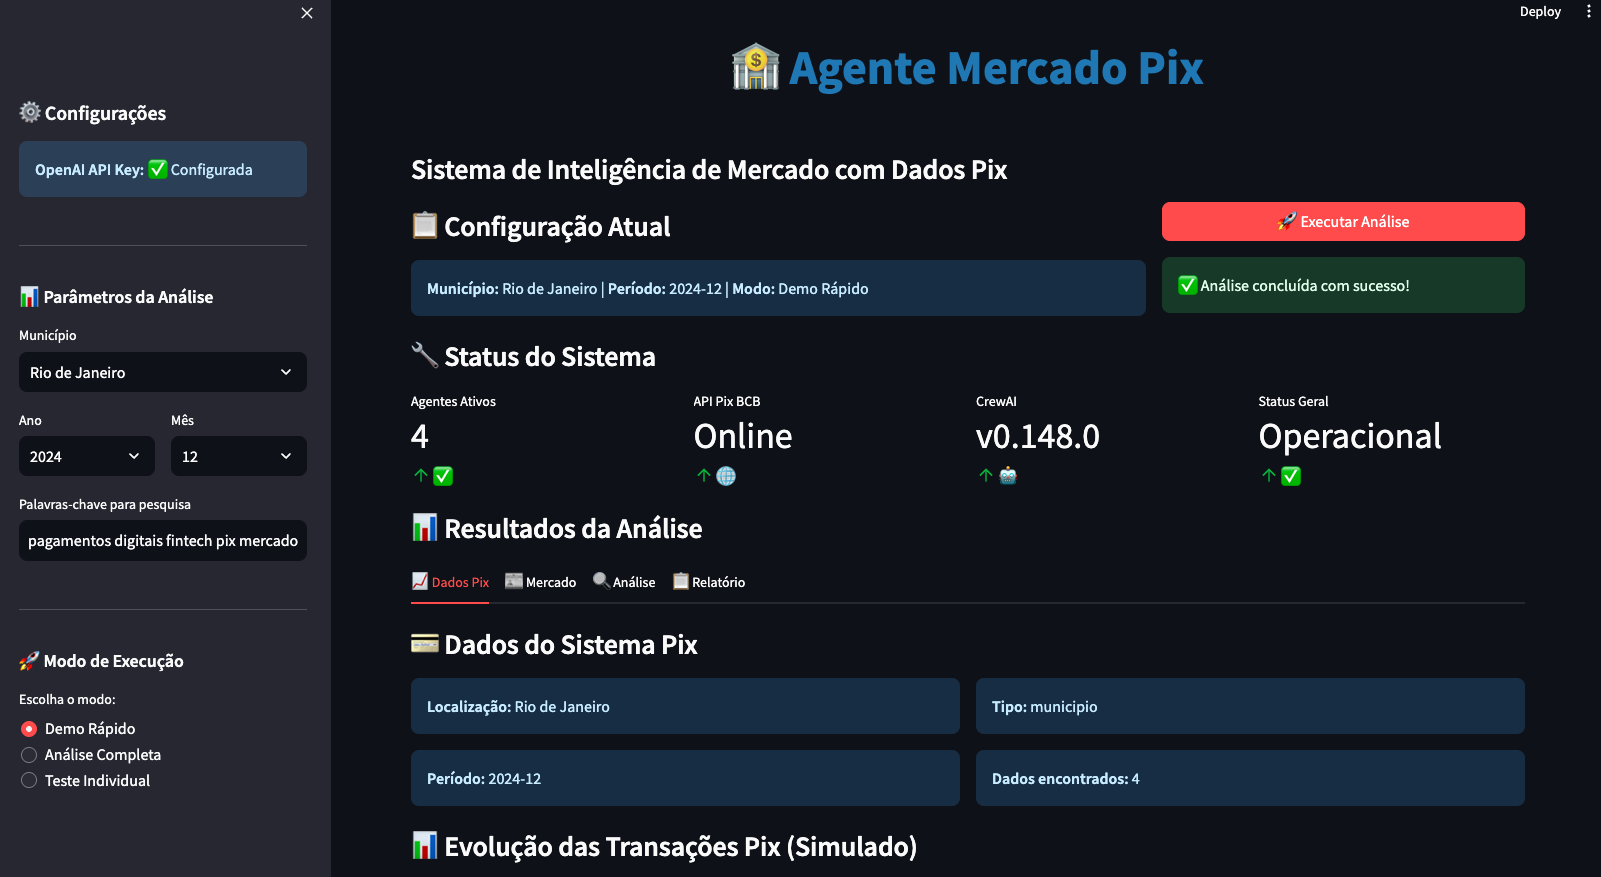 Configurações
OpenAI API Key: ✅ Configurada
Parâmetros da Análise
Município
Rio de Janeiro
Ano
Mês
2024
12
Palavras-chave para pesquisa
pagamentos digitais fintech pix mercado
Modo de Execução
Escolha o modo:
Demo Rápido
Análise Completa
Teste Individual
Deploy
Agente Mercado Pix
Sistema de Inteligência de Mercado com Dados Pix
Configuração Atual
Executar Análise
Município: Rio de Janeiro | Período: 2024-12 | Modo: Demo Rápido
✅ Análise concluída com sucesso!
Status do Sistema
Agentes Ativos
4
API Pix BCB
Online
CrewAI
v0.148.0
Status Geral
Operacional
Resultados da Análise
Dados Pix
Mercado
Análise
Relatório
Dados do Sistema Pix
Localização: Rio de Janeiro
Tipo: municipio
Período: 2024-12
Dados encontrados: 4
Evolução das Transações Pix (Simulado)